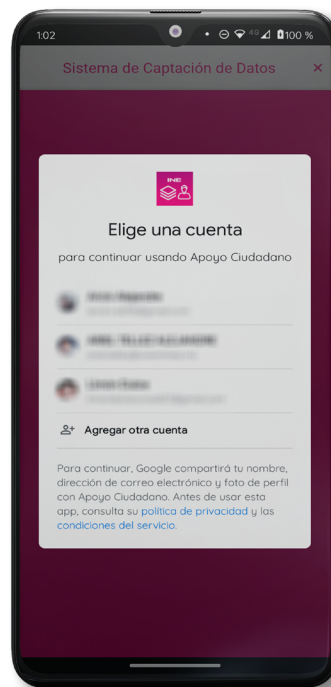 1:02
4G
100 %
Sistema de Captación de Datos ×
INE
Elige una cuenta
para continuar usando Apoyo Ciudadano
Agregar otra cuenta
Para continuar, Google compartirá tu nombre,
dirección de correo electrónico y foto de perfil
con Apoyo Ciudadano. Antes de usar esta
app, consulta su política de privacidad y las
condiciones del servicio.